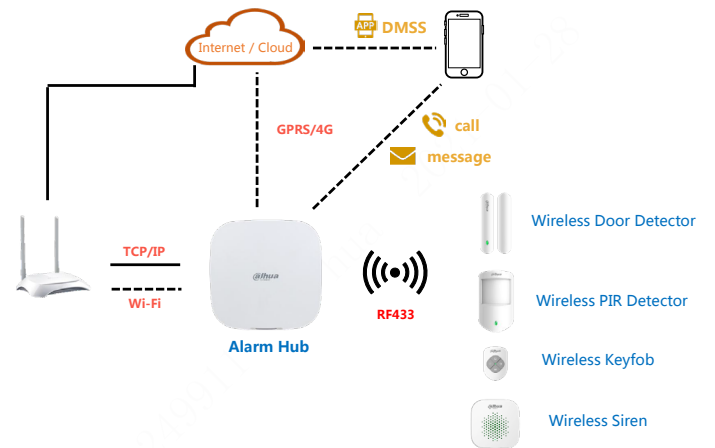 APP DMSS
Internet / Cloud
GPRS/4G
call
message
Wireless Door Detector
TCP/IP
alhua
Wi-Fi
RF433
Wireless PIR Detector
Alarm Hub
Wireless Keyfob
Wireless Siren